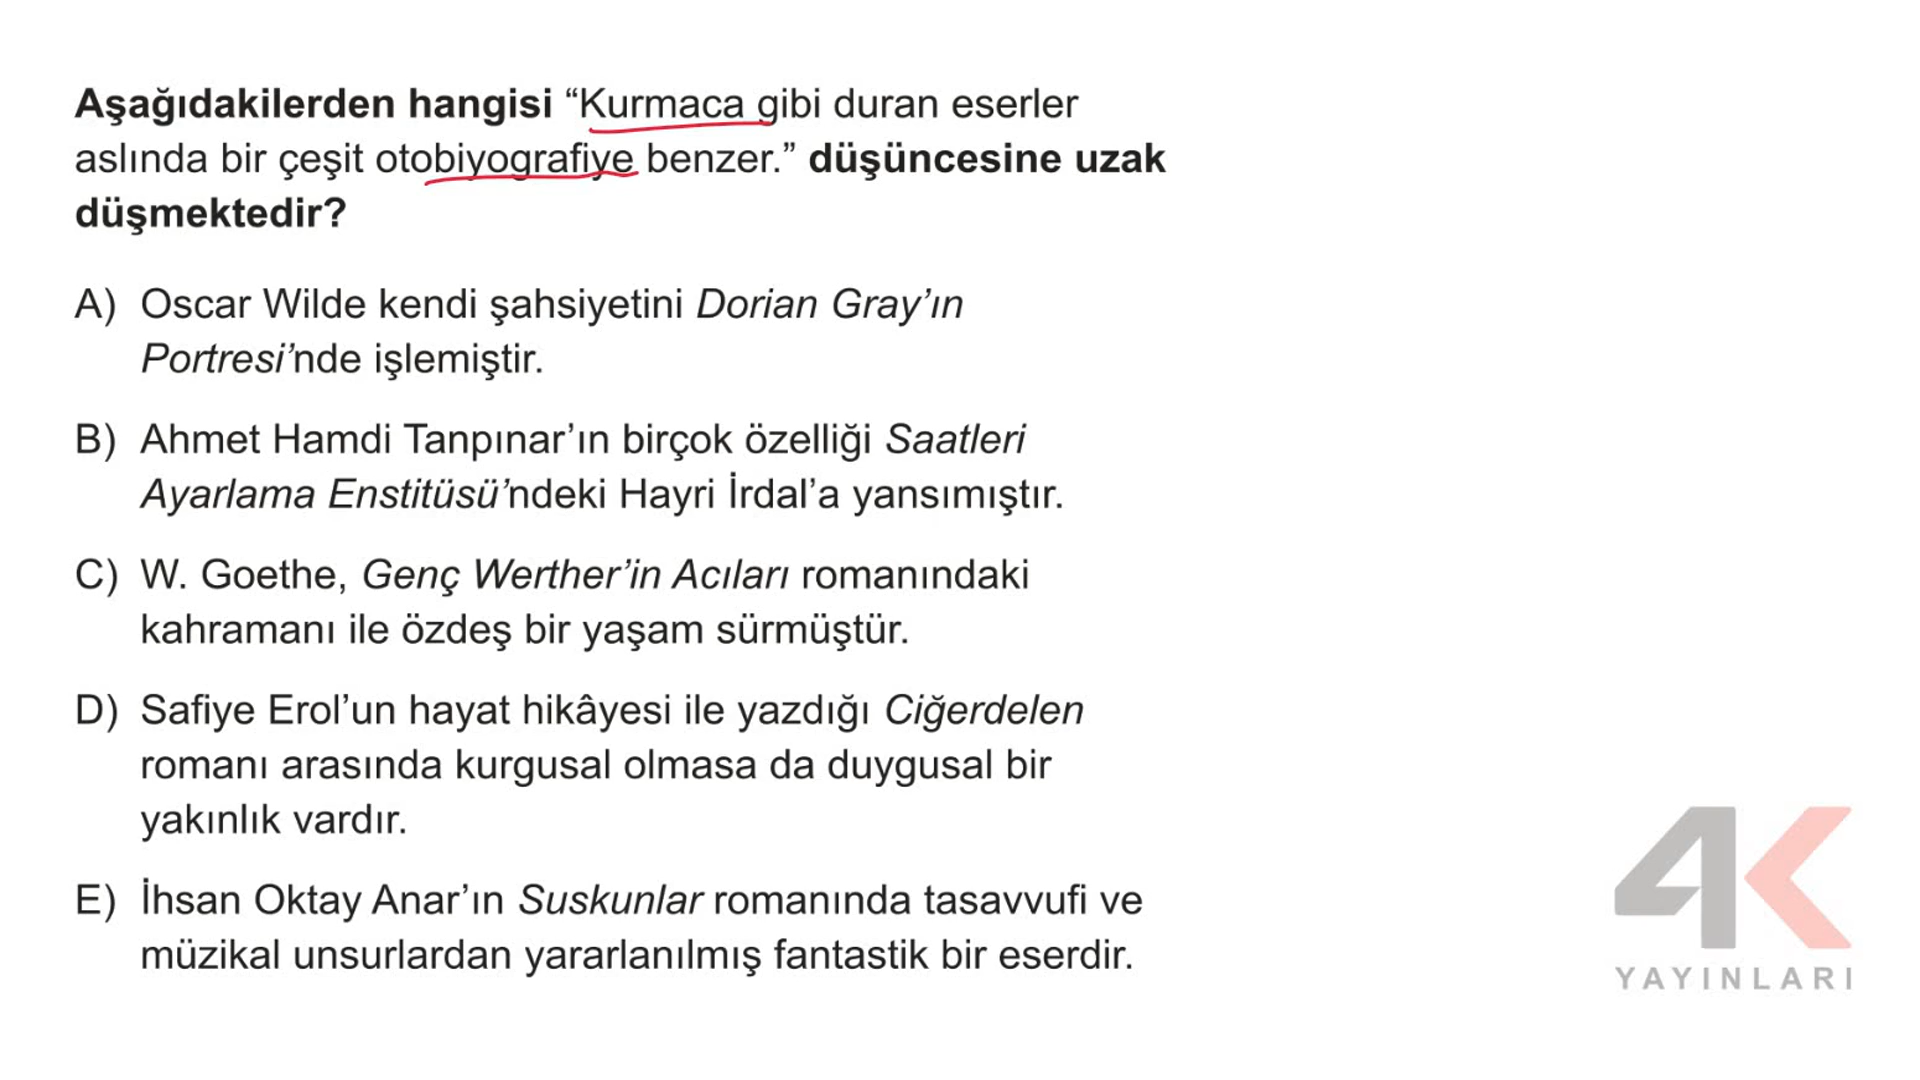 Aşağıdakilerden hangisi “Kurmaca gibi duran eserler
aslında bir çeşit otobiyografiye benzer.” düşüncesine uzak
düşmektedir?
A) Oscar Wilde kendi şahsiyetini Dorian Gray’ın
Portresi’nde işlemiştir.
B) Ahmet Hamdi Tanpınar’ın birçok özelliği Saatleri
Ayarlama Enstitüsü’ndeki Hayri İrdal’a yansımıştır.
C) W. Goethe, Genç Werther’in Acıları romanındaki
kahramanı ile özdeş bir yaşam sürmüştür.
D) Safiye Erol’un hayat hikâyesi ile yazdığı Ciğerdelen
romanı arasında kurgusal olmasa da duygusal bir
yakınlık vardır.
E) İhsan Oktay Anar’ın Suskunlar romanında tasavvufi ve
müzikal unsurlardan yararlanılmış fantastik bir eserdir.
4K
YAYINLARI